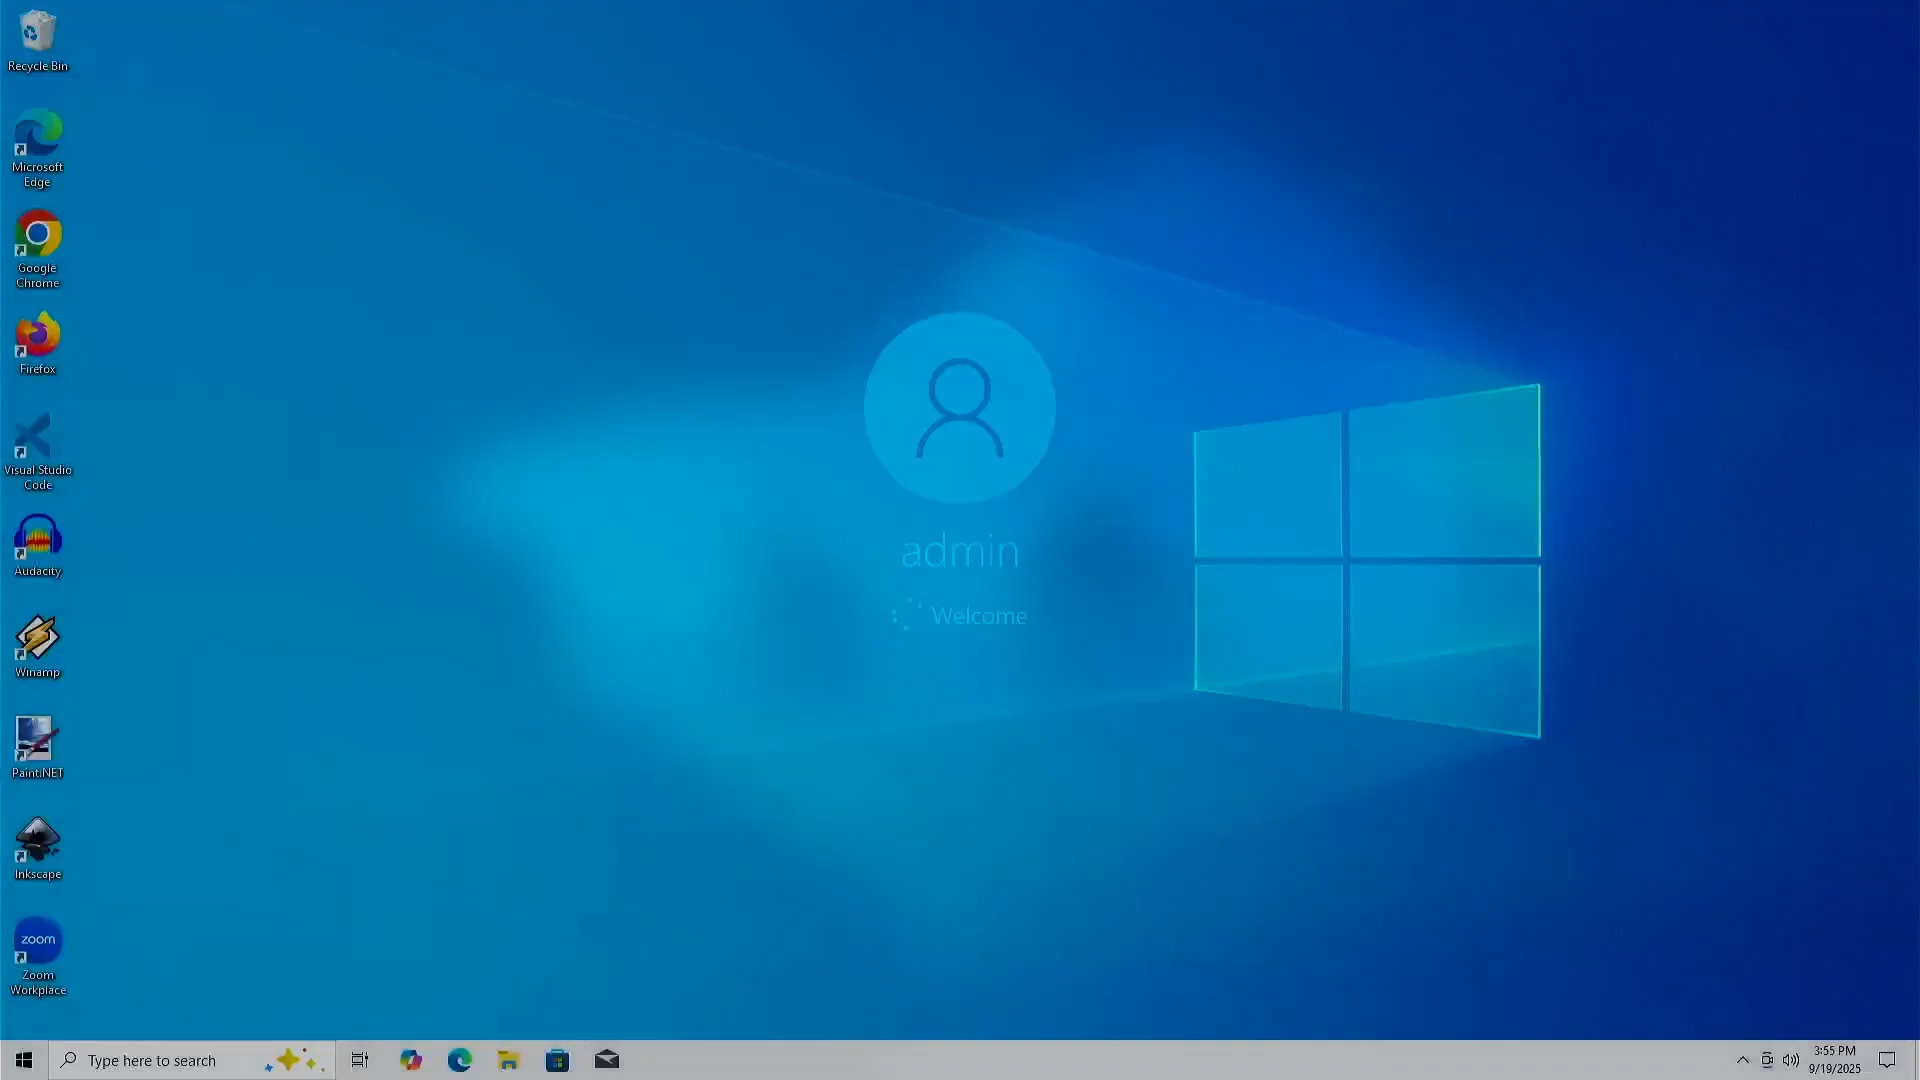 Recycle Bin
Microsoft
Edge
Google
Chrome
Firefox
Visual Studio
Code
Audacity
Winamp
Paint.NET
Inkscape
zoom
Zoom
Workplace
admin
Welcome
Type here to search
3:55 PM
9/19/2025